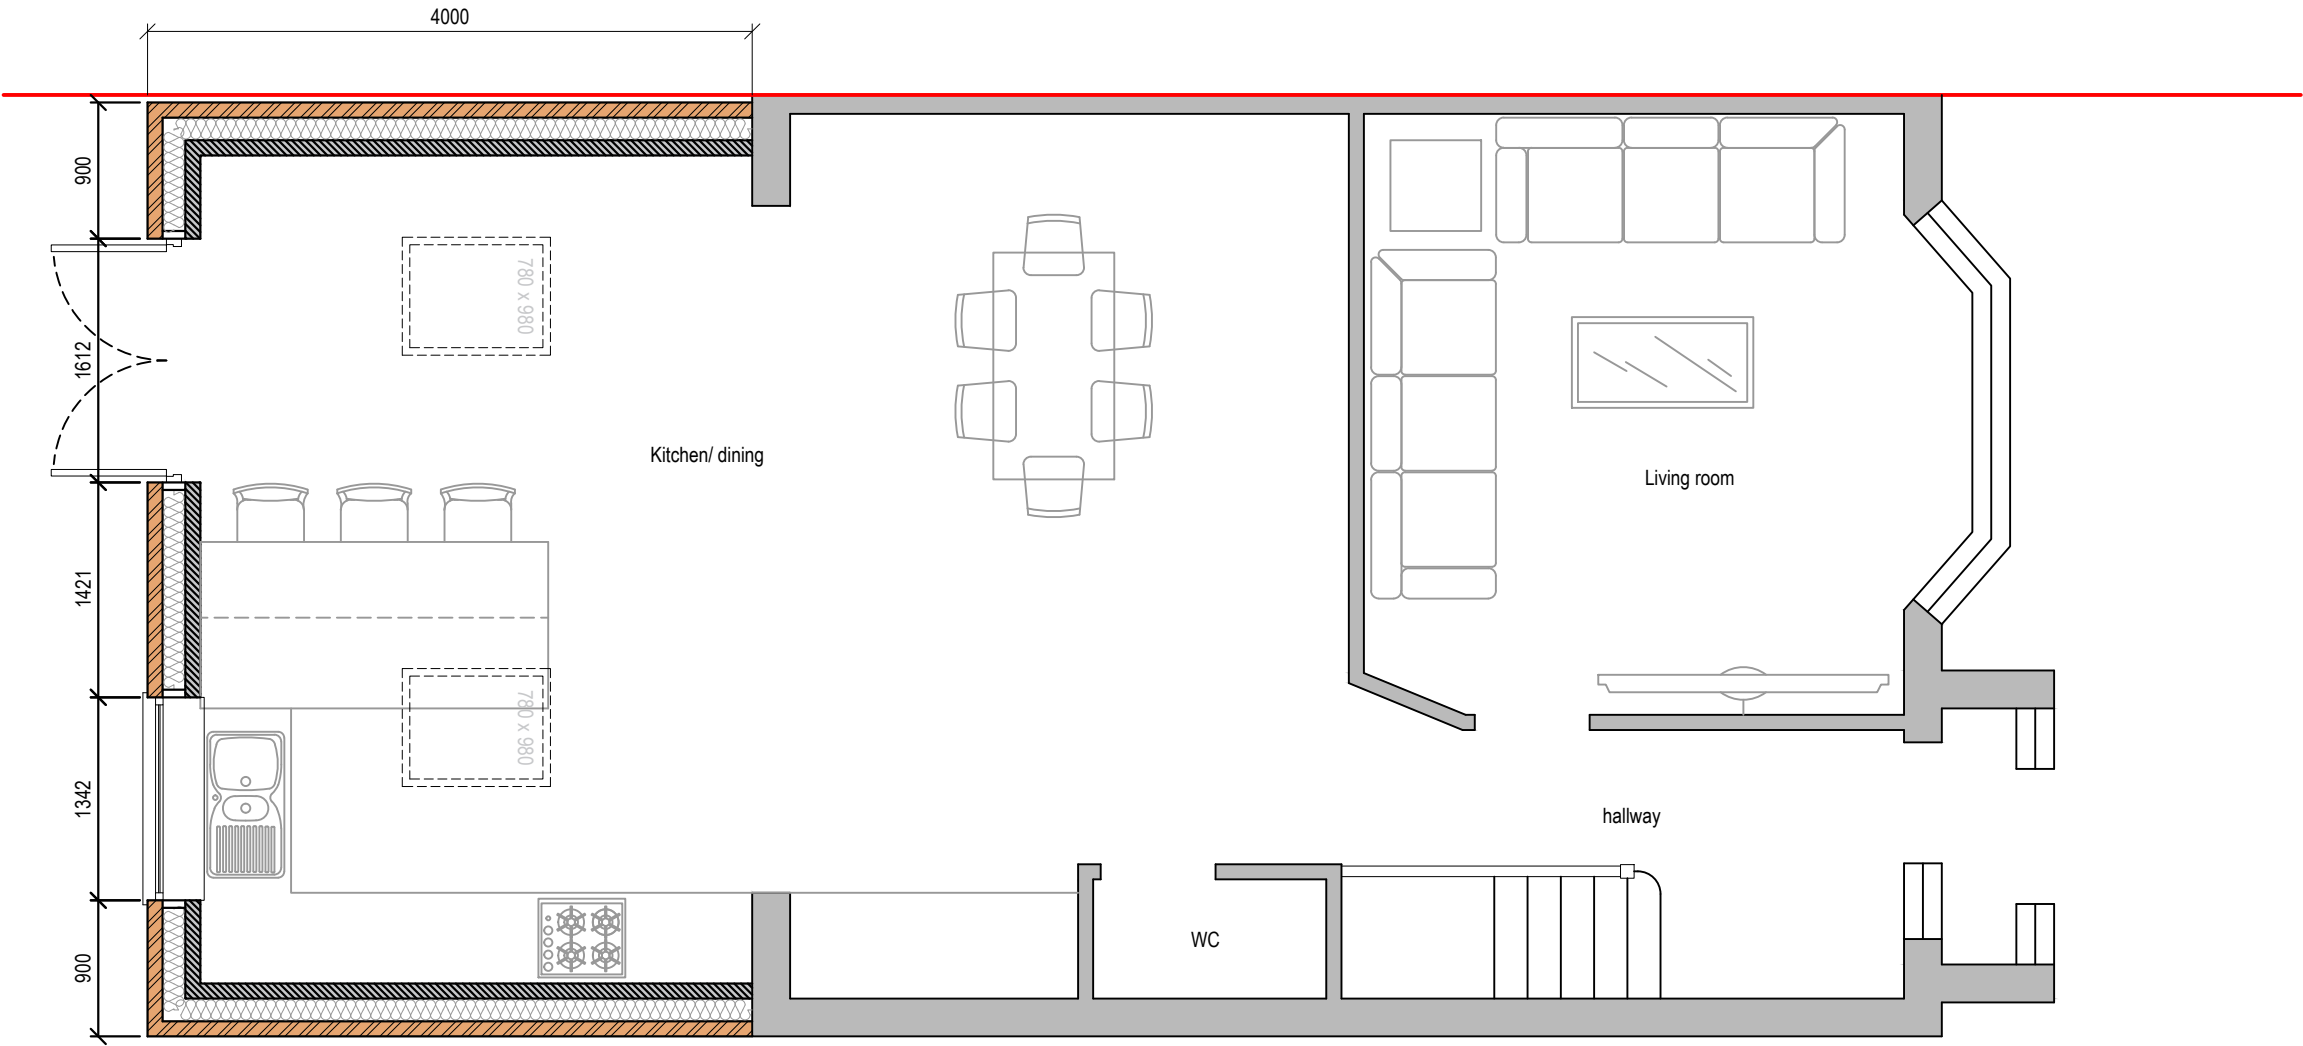 4000
900
1612
1421
1342
900
780 x 980
780 x 980
Kitchen/ dining
Living room
hallway
WC